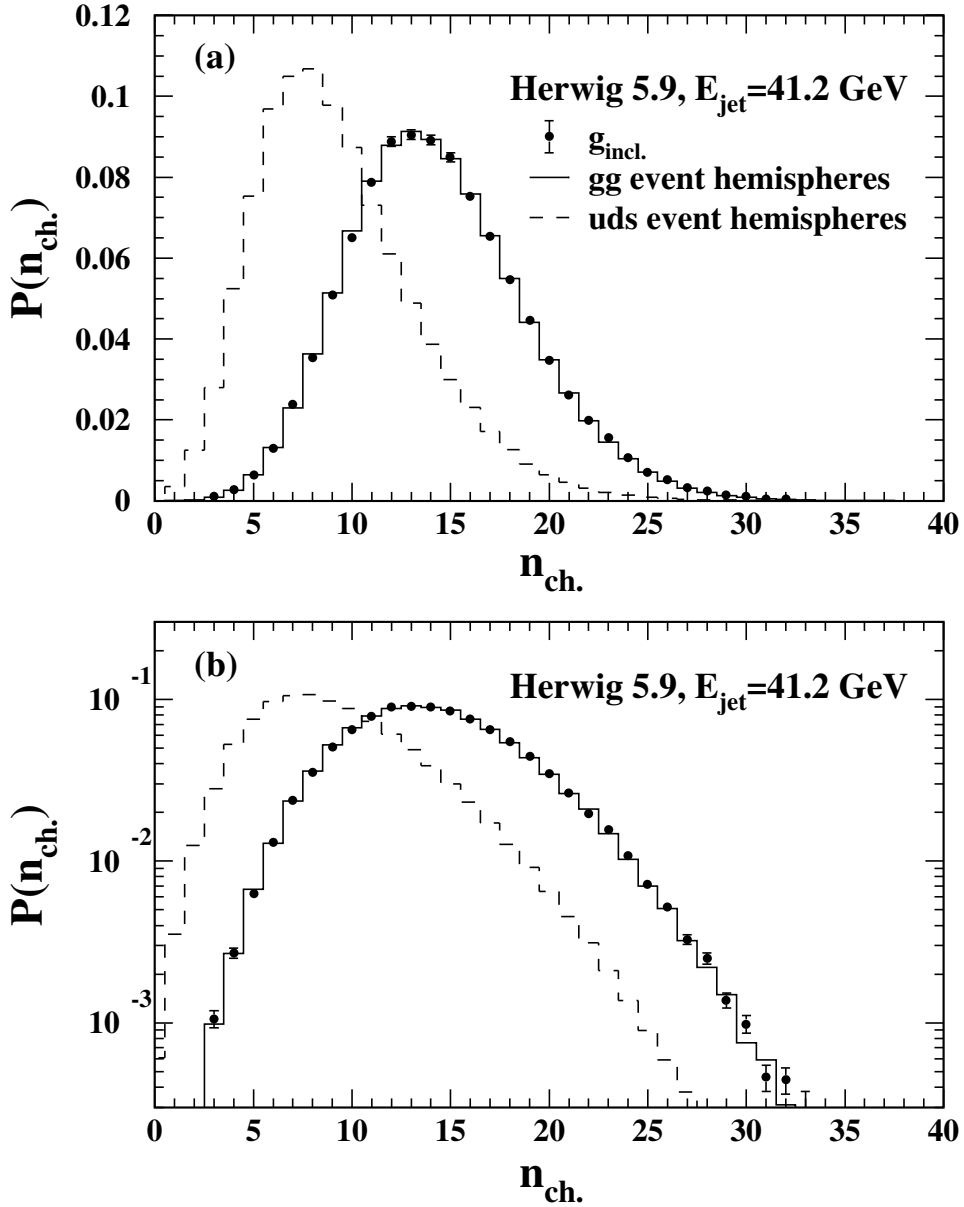 (a)
Herwig 5.9, E_jet=41.2 GeV
g_incl.
gg event hemispheres
uds event hemispheres
P(n_ch.)
0.12
0.1
0.08
0.06
0.04
0.02
0
0 5 10 15 20 25 30 35 40
n_ch.
(b)
Herwig 5.9, E_jet=41.2 GeV
P(n_ch.)
10^-1
10^-2
10^-3
0 5 10 15 20 25 30 35 40
n_ch.